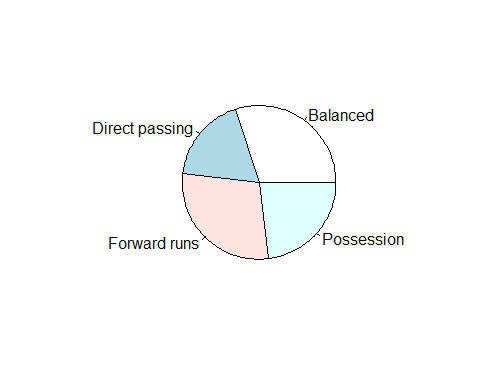 Balanced
Direct passing
Forward runs
Possession